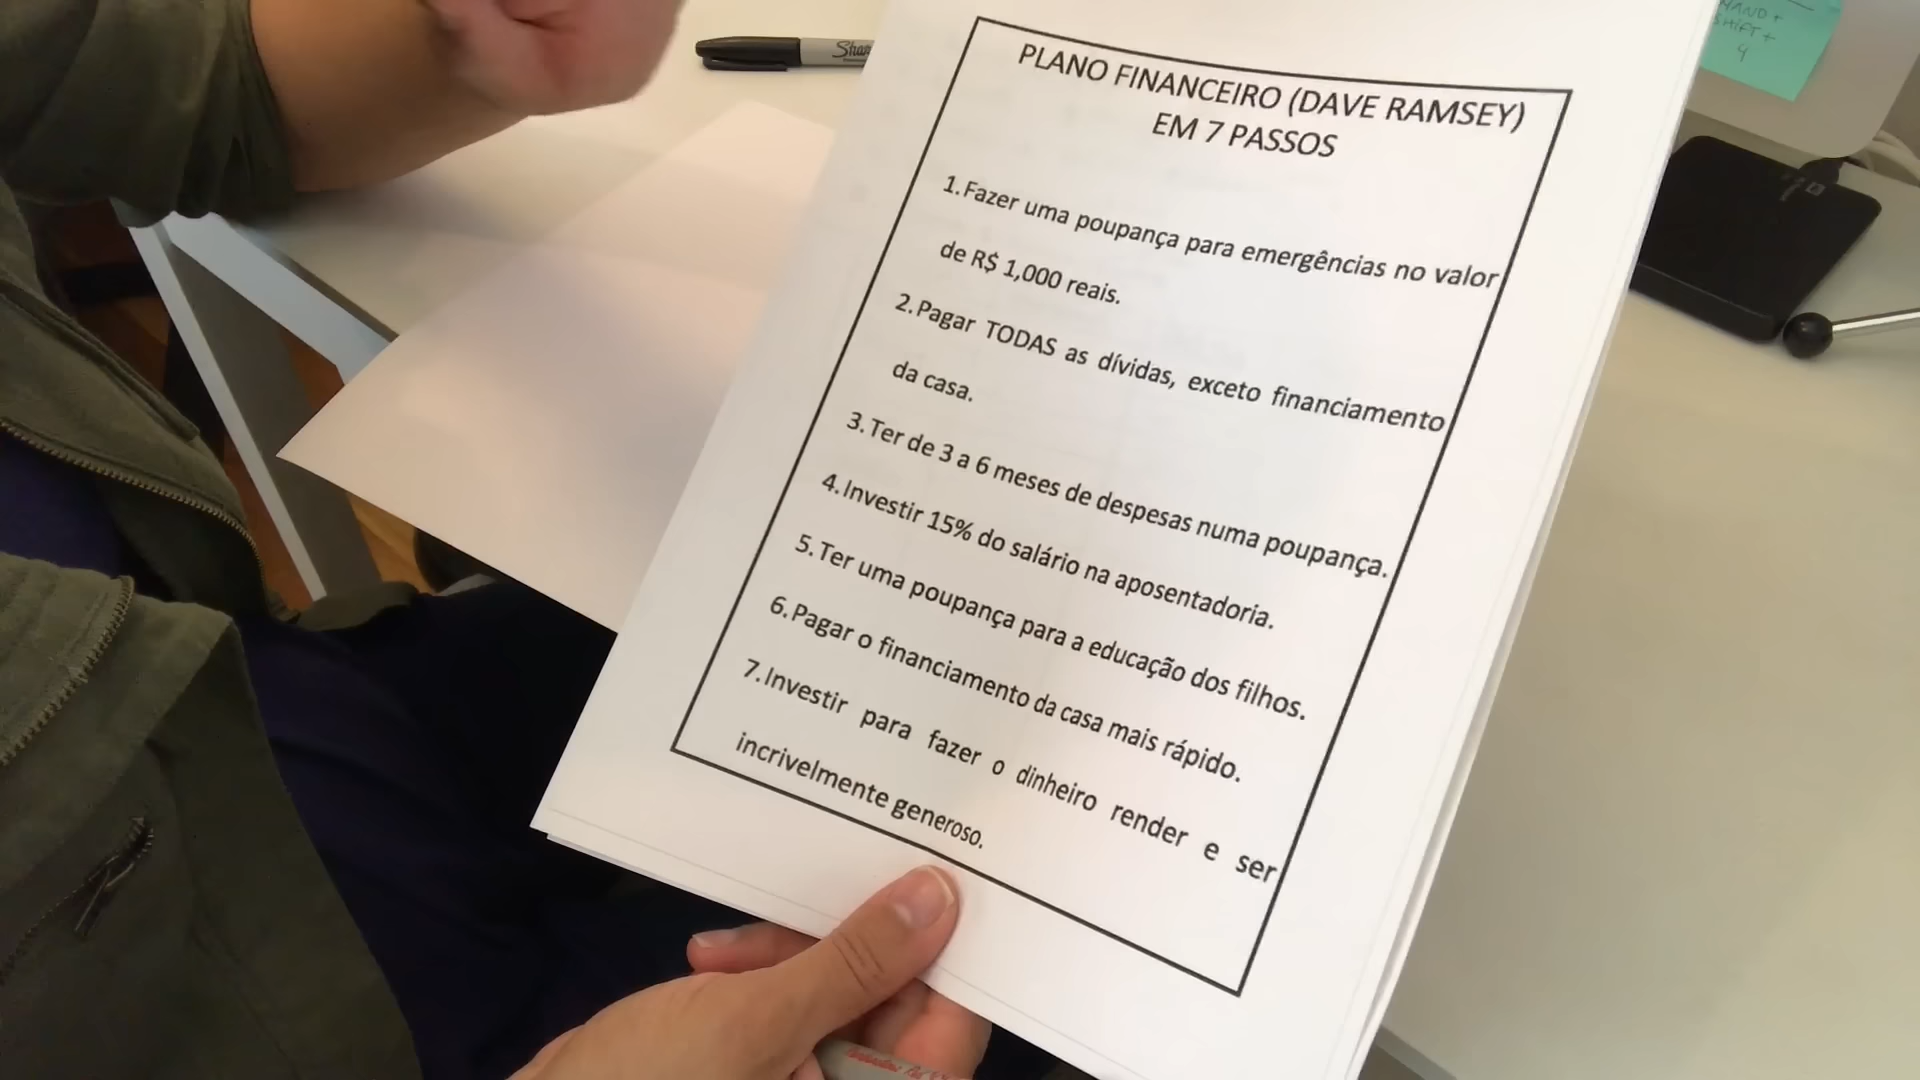 PLANO FINANCEIRO (DAVE RAMSEY)
EM 7 PASSOS
1. Fazer uma poupança para emergências no valor
de R$ 1,000 reais.
2. Pagar TODAS as dívidas, exceto financiamento
da casa.
3. Ter de 3 a 6 meses de despesas numa poupança.
4. Investir 15% do salário na aposentadoria.
5. Ter uma poupança para a educação dos filhos.
6. Pagar o financiamento da casa mais rápido.
7. Investir para fazer o dinheiro render e ser
incrivelmente generoso.
SHIFT +
4